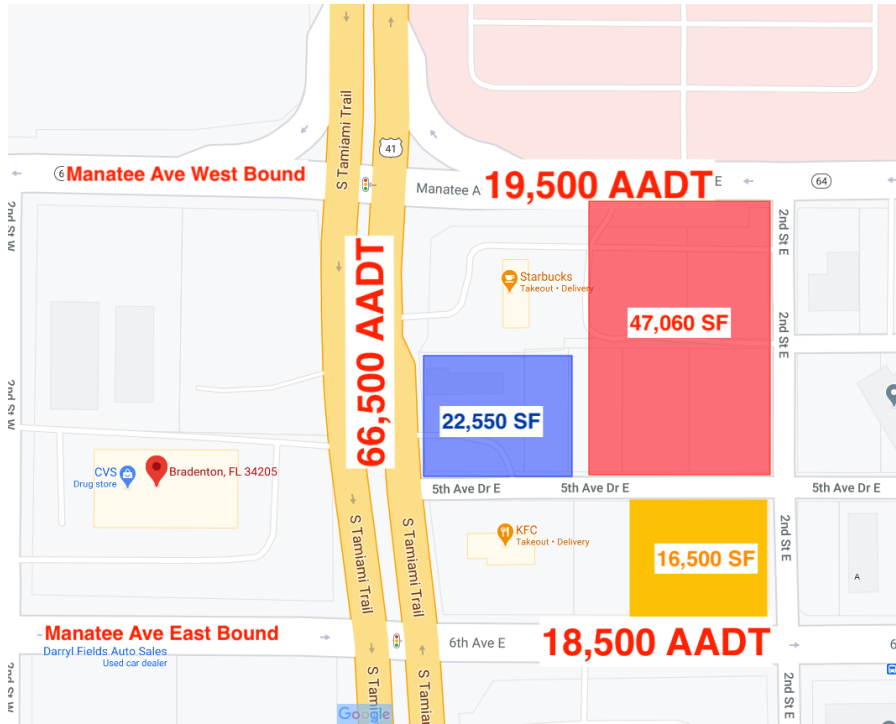 S Tamiami Trail
41
6
Manatee Ave West Bound
Manatee A
19,500 AADT
E
64
2nd St W
2nd St E
Starbucks
Takeout • Delivery
47,060 SF
66,500 AADT
2nd St E
22,550 SF
2nd St W
CVS
Drug store
Bradenton, FL 34205
5th Ave Dr E
5th Ave Dr E
5th Ave Dr E
S Tamiami Trail
S Tamiami Trail
KFC
Takeout • Delivery
2nd St E
16,500 SF
A
Manatee Ave East Bound
Darryl Fields Auto Sales
Used car dealer
6th Ave E
18,500 AADT
6
2nd St W
S Tami
S Tamiami
2nd St E
Google